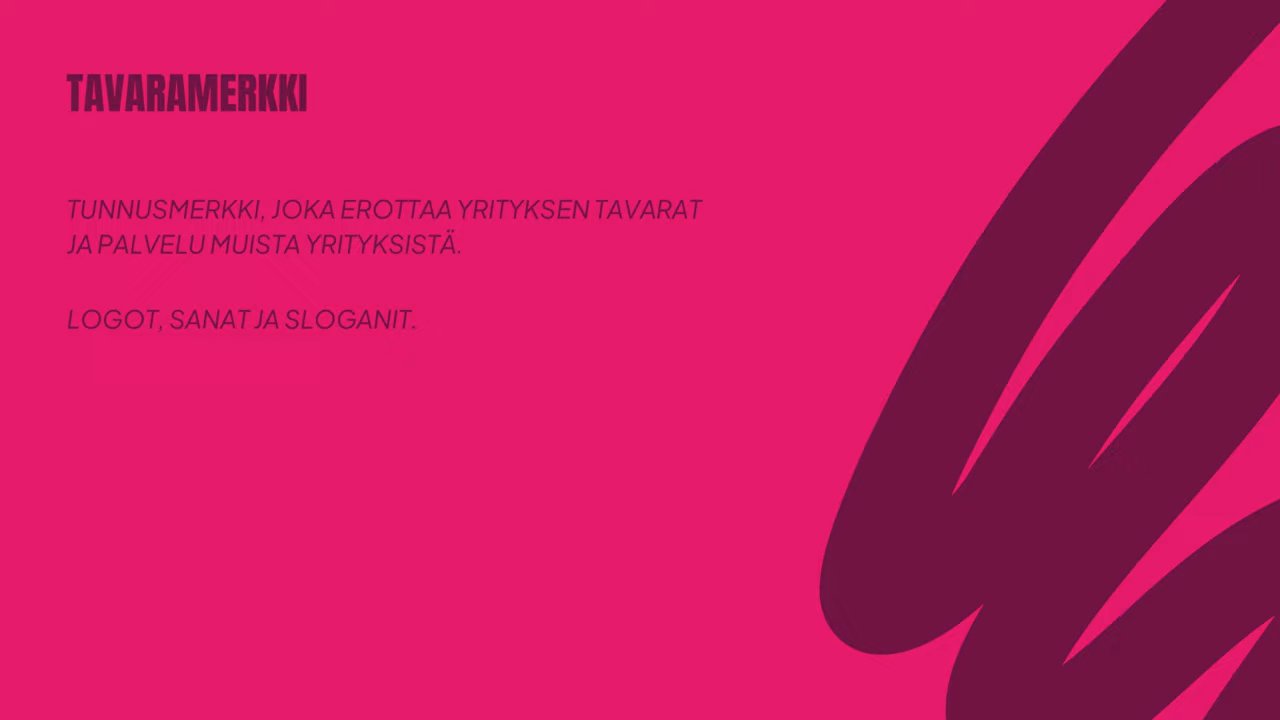 TAVARAMERKKI
TUNNUSMERKKI, JOKA EROTTAA YRITYKSEN TAVARAT
JA PALVELU MUISTA YRITYKSISTÄ.
LOGOT, SANAT JA SLOGANIT.